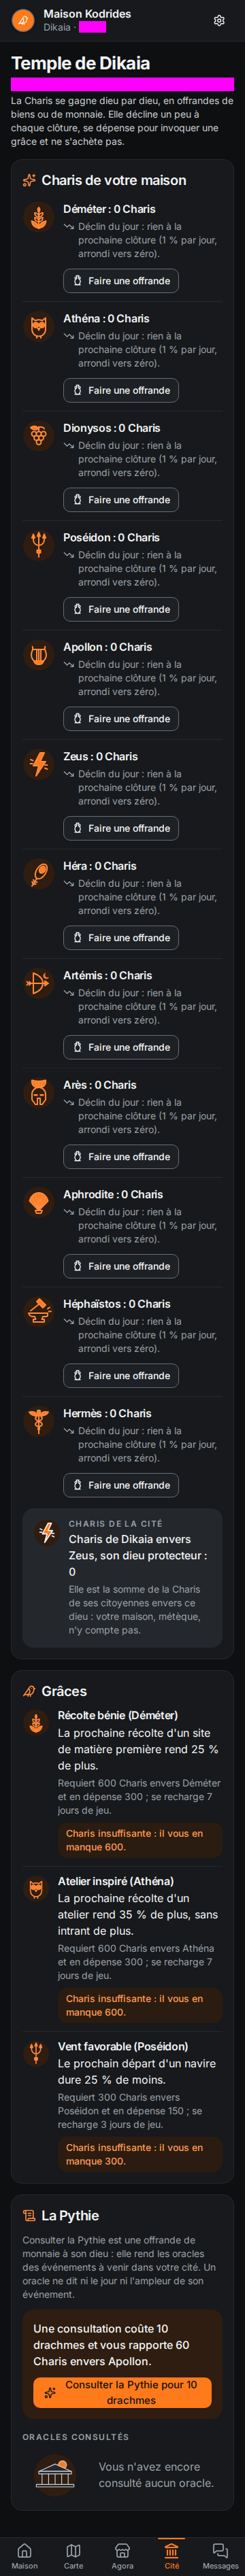 Maison Kodrides
Dikaia ·
Temple de Dikaia
La Charis se gagne dieu par dieu, en offrandes de
biens ou de monnaie. Elle décline un peu à
chaque clôture, se dépense pour invoquer une
grâce et ne s'achète pas.
Charis de votre maison
Déméter : 0 Charis
Déclin du jour : rien à la
prochaine clôture (1 % par jour,
arrondi vers zéro).
Faire une offrande
Athéna : 0 Charis
Déclin du jour : rien à la
prochaine clôture (1 % par jour,
arrondi vers zéro).
Faire une offrande
Dionysos : 0 Charis
Déclin du jour : rien à la
prochaine clôture (1 % par jour,
arrondi vers zéro).
Faire une offrande
Poséidon : 0 Charis
Déclin du jour : rien à la
prochaine clôture (1 % par jour,
arrondi vers zéro).
Faire une offrande
Apollon : 0 Charis
Déclin du jour : rien à la
prochaine clôture (1 % par jour,
arrondi vers zéro).
Faire une offrande
Zeus : 0 Charis
Déclin du jour : rien à la
prochaine clôture (1 % par jour,
arrondi vers zéro).
Faire une offrande
Héra : 0 Charis
Déclin du jour : rien à la
prochaine clôture (1 % par jour,
arrondi vers zéro).
Faire une offrande
Artémis : 0 Charis
Déclin du jour : rien à la
prochaine clôture (1 % par jour,
arrondi vers zéro).
Faire une offrande
Arès : 0 Charis
Déclin du jour : rien à la
prochaine clôture (1 % par jour,
arrondi vers zéro).
Faire une offrande
Aphrodite : 0 Charis
Déclin du jour : rien à la
prochaine clôture (1 % par jour,
arrondi vers zéro).
Faire une offrande
Héphaïstos : 0 Charis
Déclin du jour : rien à la
prochaine clôture (1 % par jour,
arrondi vers zéro).
Faire une offrande
Hermès : 0 Charis
Déclin du jour : rien à la
prochaine clôture (1 % par jour,
arrondi vers zéro).
Faire une offrande
CHARIS DE LA CITÉ
Charis de Dikaia envers
Zeus, son dieu protecteur :
0
Elle est la somme de la Charis
de ses citoyennes envers ce
dieu : votre maison, métèque,
n'y compte pas.
Grâces
Récolte bénie (Déméter)
La prochaine récolte d'un site
de matière première rend 25 %
de plus.
Requiert 600 Charis envers Déméter
et en dépense 300 ; se recharge 7
jours de jeu.
Charis insuffisante : il vous en
manque 600.
Atelier inspiré (Athéna)
La prochaine récolte d'un
atelier rend 35 % de plus, sans
intrant de plus.
Requiert 600 Charis envers Athéna
et en dépense 300 ; se recharge 7
jours de jeu.
Charis insuffisante : il vous en
manque 600.
Vent favorable (Poséidon)
Le prochain départ d'un navire
dure 25 % de moins.
Requiert 300 Charis envers
Poséidon et en dépense 150 ; se
recharge 3 jours de jeu.
Charis insuffisante : il vous en
manque 300.
La Pythie
Consulter la Pythie est une offrande de
monnaie à son dieu : elle rend les oracles
des événements à venir dans votre cité. Un
oracle ne dit ni le jour ni l'ampleur de son
événement.
Une consultation coûte 10
drachmes et vous rapporte 60
Charis envers Apollon.
Consulter la Pythie pour 10
drachmes
ORACLES CONSULTÉS
Vous n'avez encore
consulté aucun oracle.
Maison Carte Agora Cité Messages